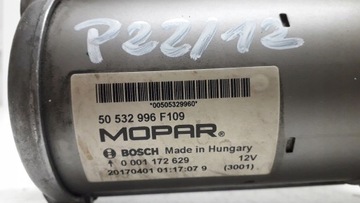 P22/12
*00505329960*
50 532 996 F109
MOPAR®
BOSCH Made in Hungary
0 001 172 629 12V
20170401 01:17:07 9 (3001)